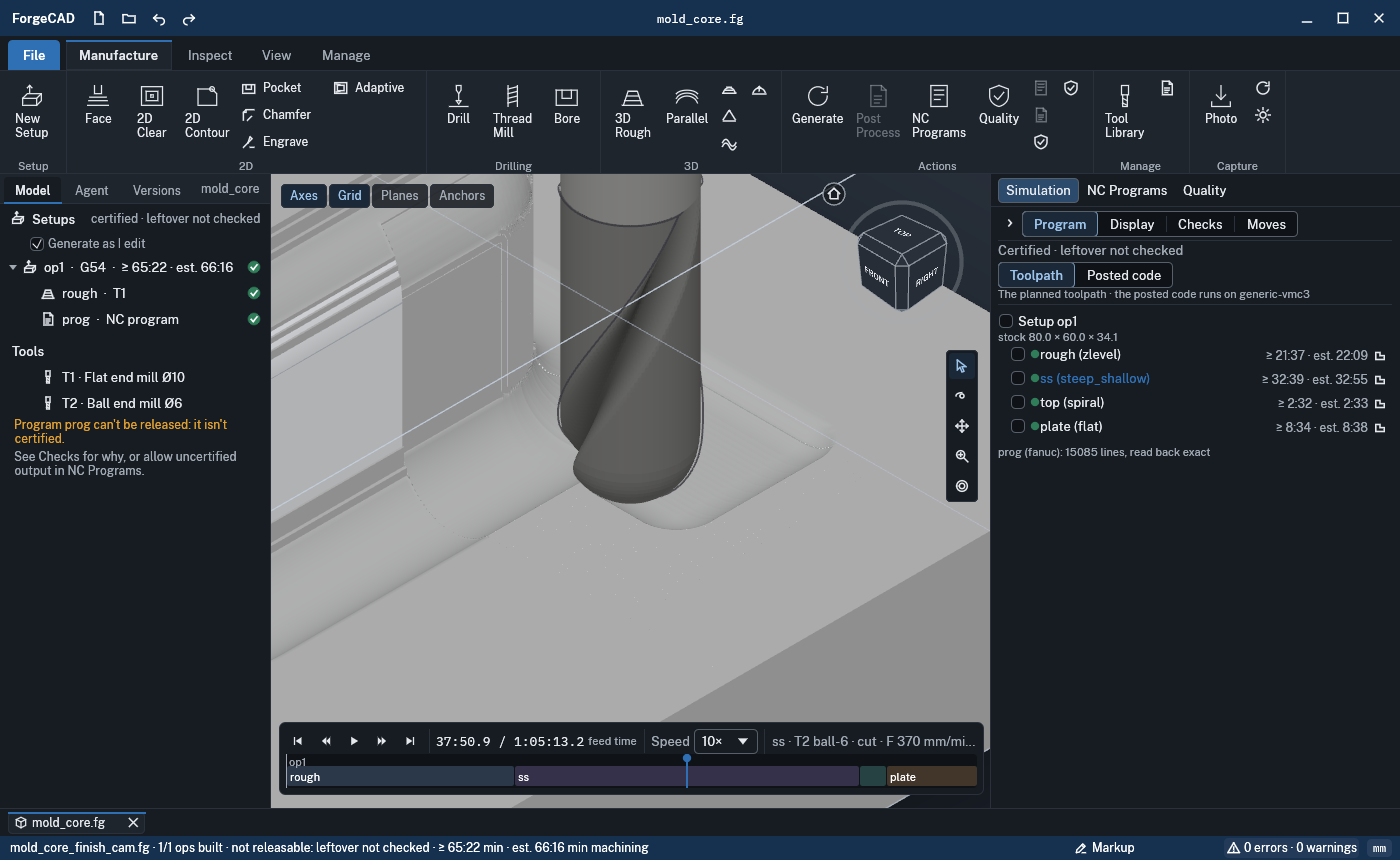 ForgeCAD
mold_core.fg
File
Manufacture
Inspect
View
Manage
New Setup
Face
2D Clear
2D Contour
Pocket
Chamfer
Engrave
Adaptive
Drill
Thread Mill
Bore
3D Rough
Parallel
Generate
Post Process
NC Programs
Quality
Tool Library
Photo
Setup
2D
Drilling
3D
Actions
Manage
Capture
Model
Agent
Versions
mold_core
Setups
certified · leftover not checked
Generate as I edit
op1 · G54 · ≥ 65:22 · est. 66:16
rough · T1
prog · NC program
Tools
T1 · Flat end mill Ø10
T2 · Ball end mill Ø6
Program prog can't be released: it isn't
certified.
See Checks for why, or allow uncertified
output in NC Programs.
Axes
Grid
Planes
Anchors
TOP
FRONT
RIGHT
37:50.9 / 1:05:13.2 feed time
Speed
10×
ss · T2 ball-6 · cut · F 370 mm/mi...
op1
rough
ss
plate
Simulation
NC Programs
Quality
Program
Display
Checks
Moves
Certified · leftover not checked
Toolpath
Posted code
The planned toolpath · the posted code runs on generic-vmc3
Setup op1
stock 80.0 × 60.0 × 34.1
rough (zlevel)
≥ 21:37 · est. 22:09
ss (steep_shallow)
≥ 32:39 · est. 32:55
top (spiral)
≥ 2:32 · est. 2:33
plate (flat)
≥ 8:34 · est. 8:38
prog (fanuc): 15085 lines, read back exact
mold_core.fg
mold_core_finish_cam.fg · 1/1 ops built · not releasable: leftover not checked · ≥ 65:22 min · est. 66:16 min machining
Markup
0 errors · 0 warnings
mm